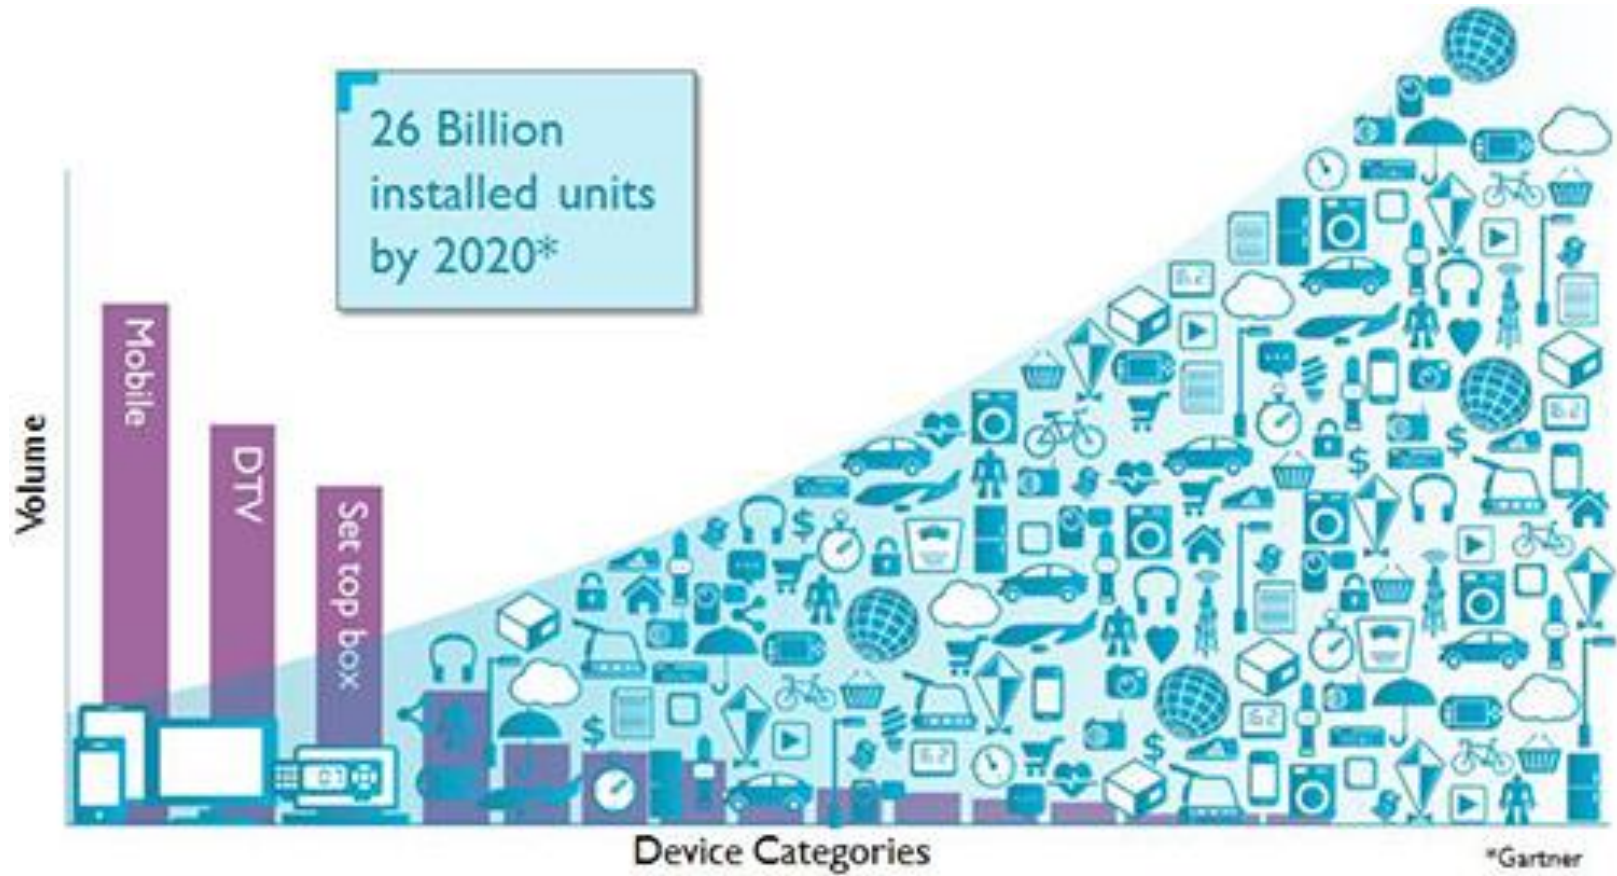 26 Billion
installed units
by 2020*
Mobile
DTV
Set top box
Volume
Device Categories
*Gartner